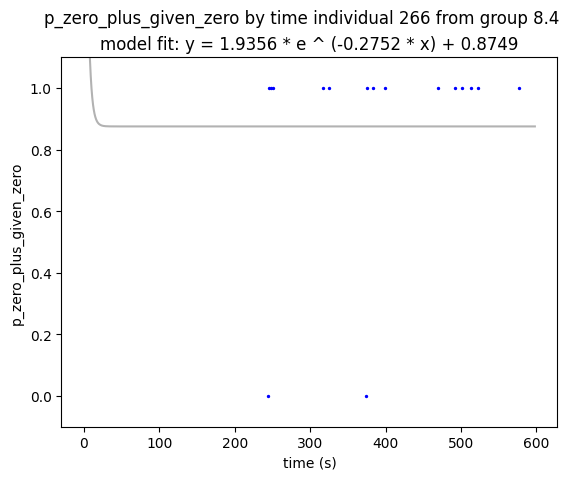 p_zero_plus_given_zero by time individual 266 from group 8.4
model fit: y = 1.9356 * e ^ (-0.2752 * x) + 0.8749
1.0
0.8
0.6
0.4
0.2
0.0
p_zero_plus_given_zero
0 100 200 300 400 500 600
time (s)